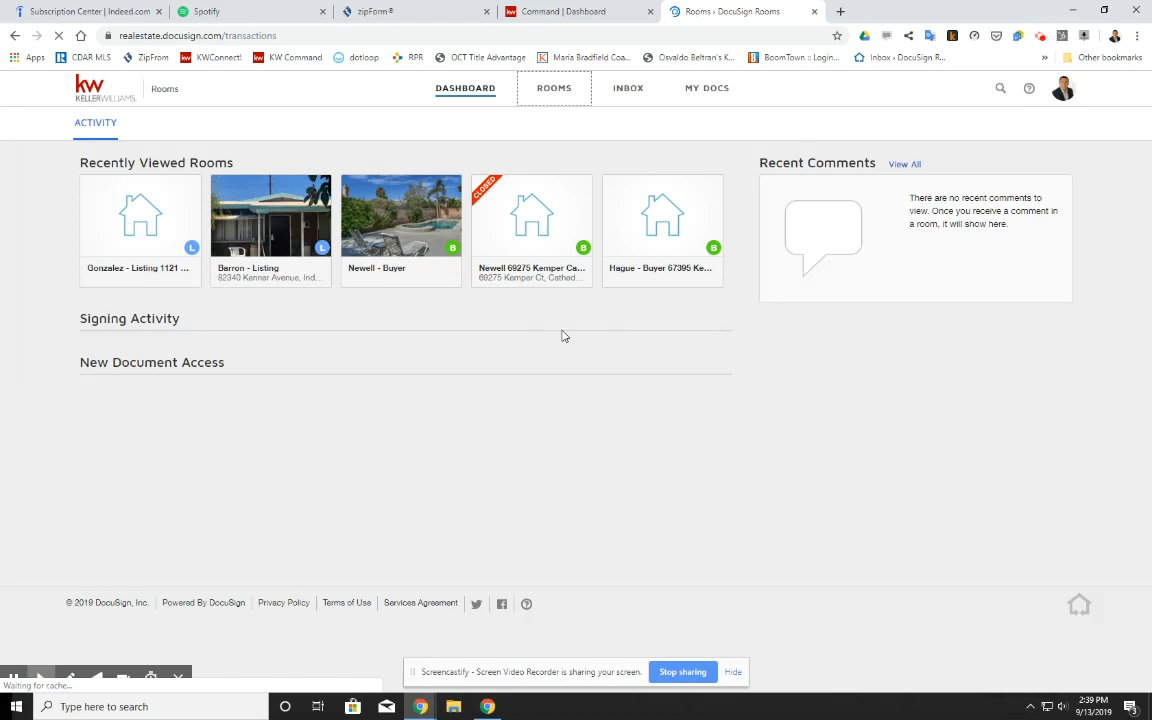 Subscription Center | Indeed.com
Spotify
zipForm®
Command | Dashboard
Rooms › DocuSign Rooms
realestate.docusign.com/transactions
Apps
CDAR MLS
ZipForm
KWConnect!
KW Command
dotloop
RPR
OCT Title Advantage
Maria Bradfield Coa...
Osvaldo Beltran's K...
BoomTown :: Login...
Inbox › DocuSign R...
»
Other bookmarks
kw
KELLERWILLIAMS.
Rooms
DASHBOARD
ROOMS
INBOX
MY DOCS
ACTIVITY
Recently Viewed Rooms
Recent Comments
View All
CLOSED
L
L
B
B
B
Gonzalez - Listing 1121 ...
Barron - Listing
82340 Kenner Avenue, Ind...
Newell - Buyer
Newell 69275 Kemper Ca...
69275 Kemper Ct, Cathed...
Hague - Buyer 67395 Ke...
There are no recent comments to
view. Once you receive a comment in
a room, it will show here.
Signing Activity
New Document Access
© 2019 DocuSign, Inc.
Powered By DocuSign
Privacy Policy
Terms of Use
Services Agreement
Screencastify - Screen Video Recorder is sharing your screen.
Stop sharing
Hide
Waiting for cache...
Type here to search
2:39 PM
9/13/2019
3